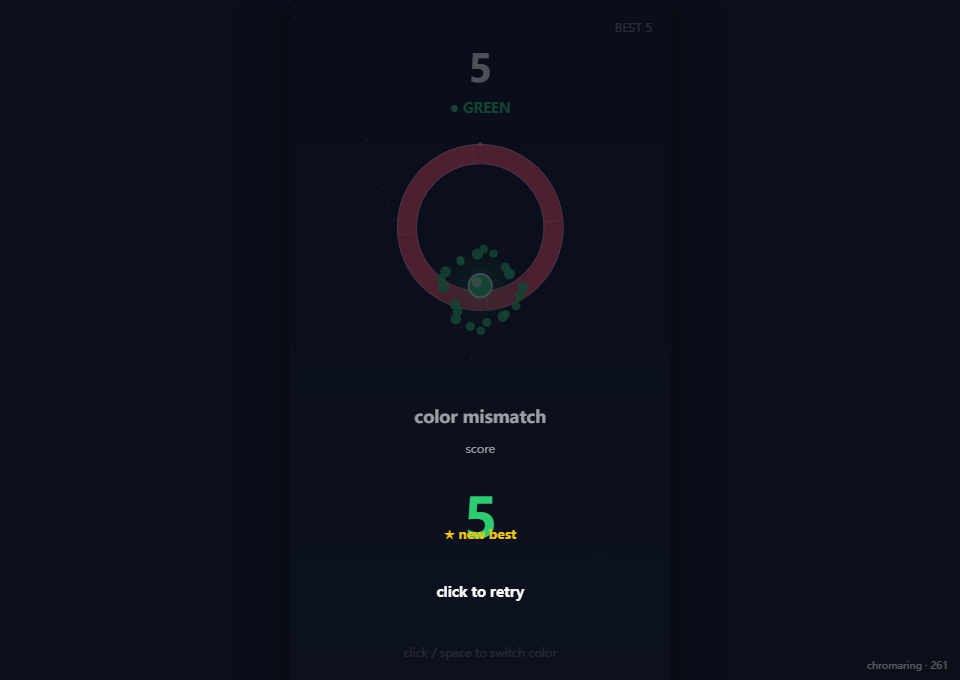 BEST 5
5
• GREEN
color mismatch
score
5
★ new best
click to retry
click / space to switch color
chromaring · 261